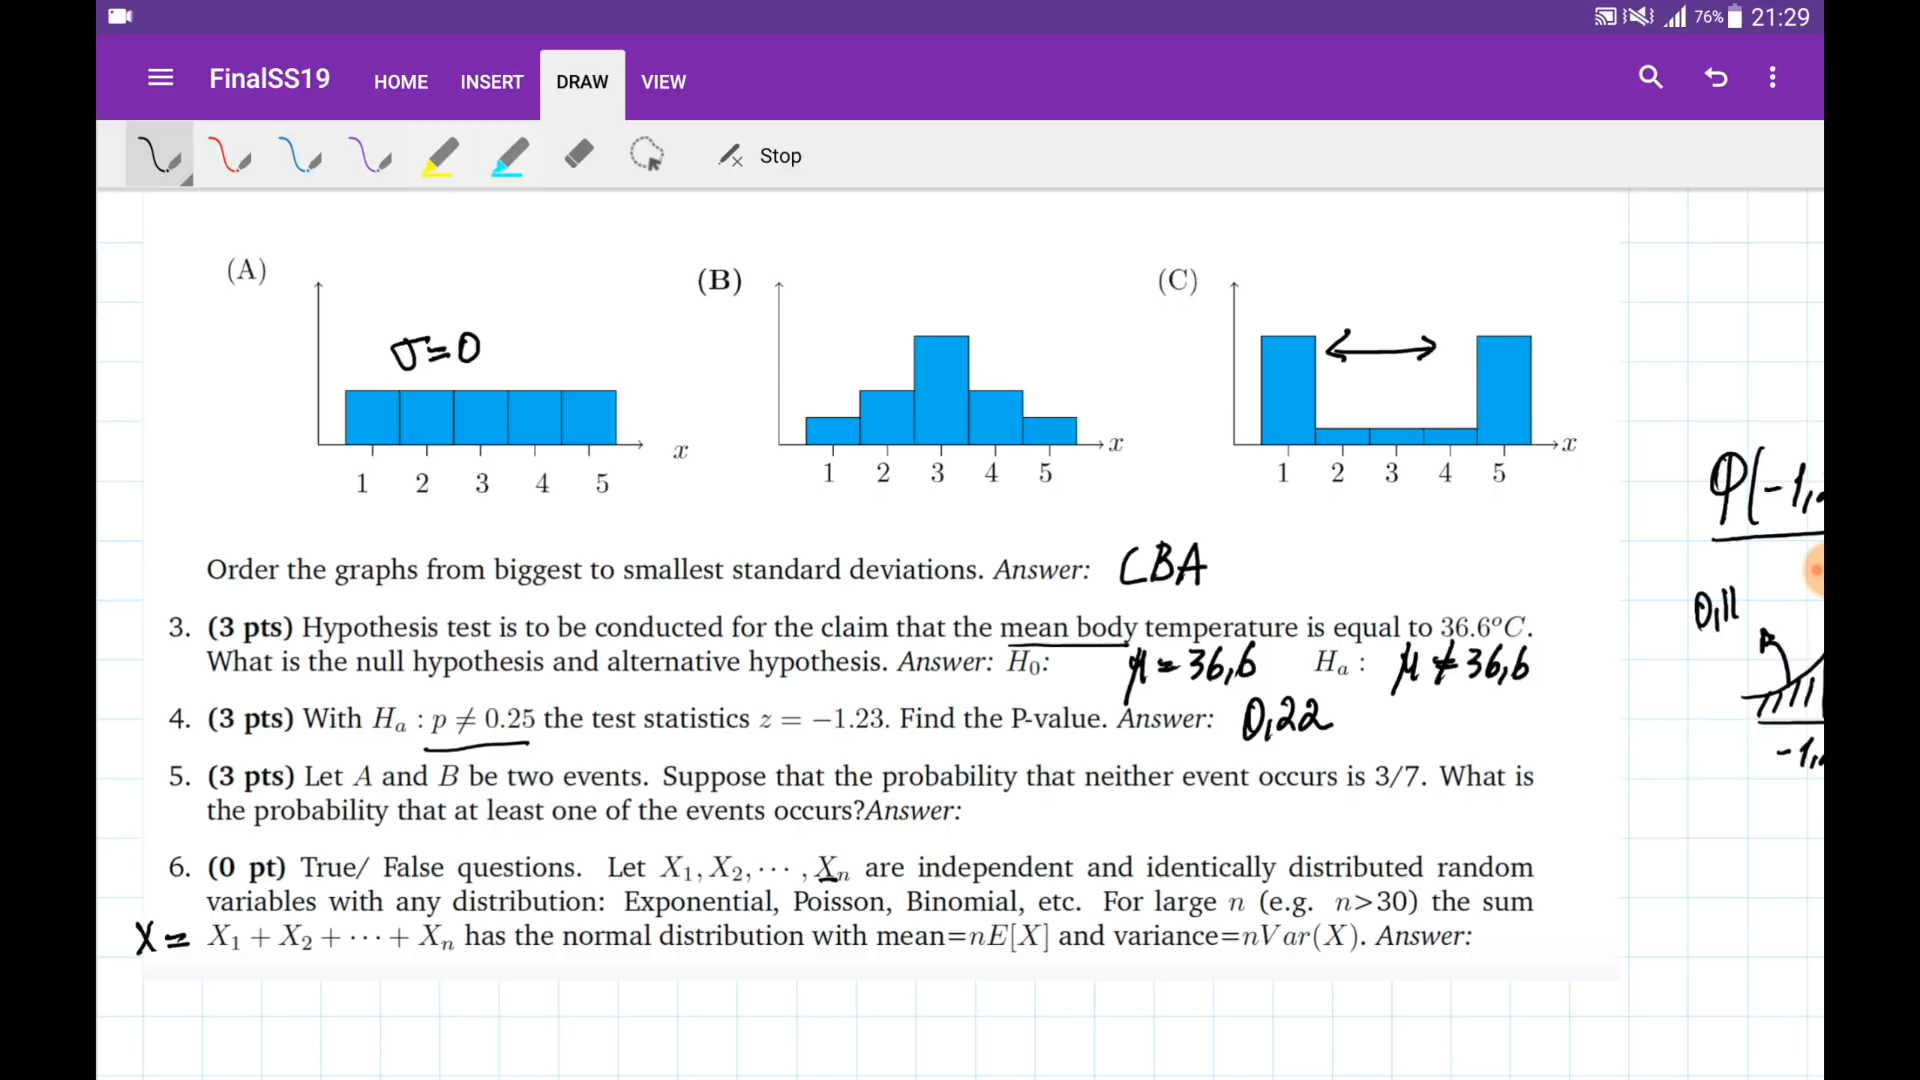 76% 21:29
FinalSS19 HOME INSERT DRAW VIEW
Stop
(A) (B) (C)
σ=0
x x x
1 2 3 4 5 1 2 3 4 5 1 2 3 4 5
Order the graphs from biggest to smallest standard deviations. Answer: CBA
3. (3 pts) Hypothesis test is to be conducted for the claim that the mean body temperature is equal to 36.6°C.
What is the null hypothesis and alternative hypothesis. Answer: H₀: μ = 36,6 Hₐ : μ ≠ 36,6
4. (3 pts) With Hₐ : p ≠ 0.25 the test statistics z = −1.23. Find the P-value. Answer: 0,22
5. (3 pts) Let A and B be two events. Suppose that the probability that neither event occurs is 3/7. What is
the probability that at least one of the events occurs?Answer:
6. (0 pt) True/ False questions. Let X₁, X₂, ⋯ , Xₙ are independent and identically distributed random
variables with any distribution: Exponential, Poisson, Binomial, etc. For large n (e.g. n>30) the sum
X = X₁ + X₂ + ⋯ + Xₙ has the normal distribution with mean=nE[X] and variance=nVar(X). Answer:
φ(-1,
0,11
-1,